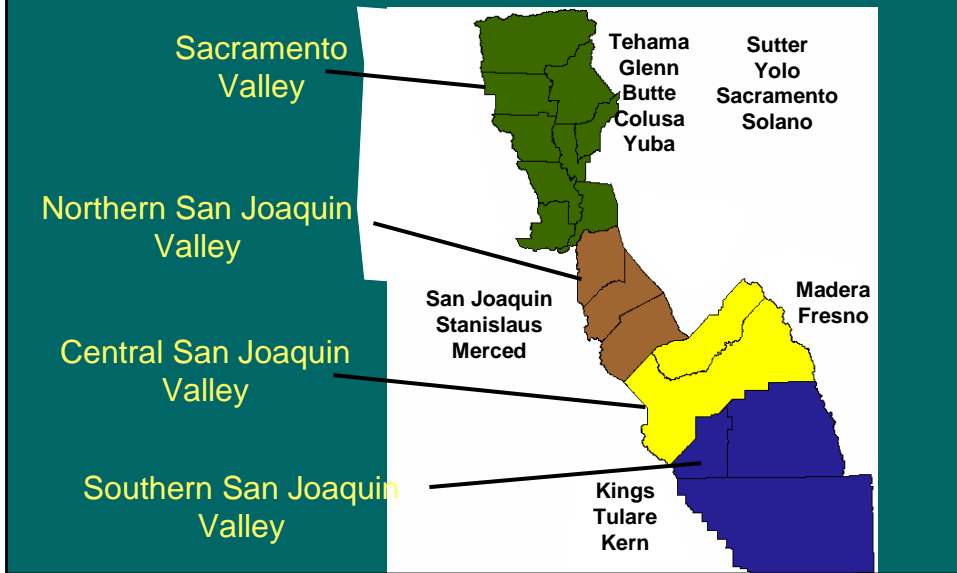 Sacramento
Valley
Tehama
Glenn
Butte
Colusa
Yuba
Sutter
Yolo
Sacramento
Solano
Northern San Joaquin
Valley
San Joaquin
Stanislaus
Merced
Madera
Fresno
Central San Joaquin
Valley
Southern San Joaquin
Valley
Kings
Tulare
Kern